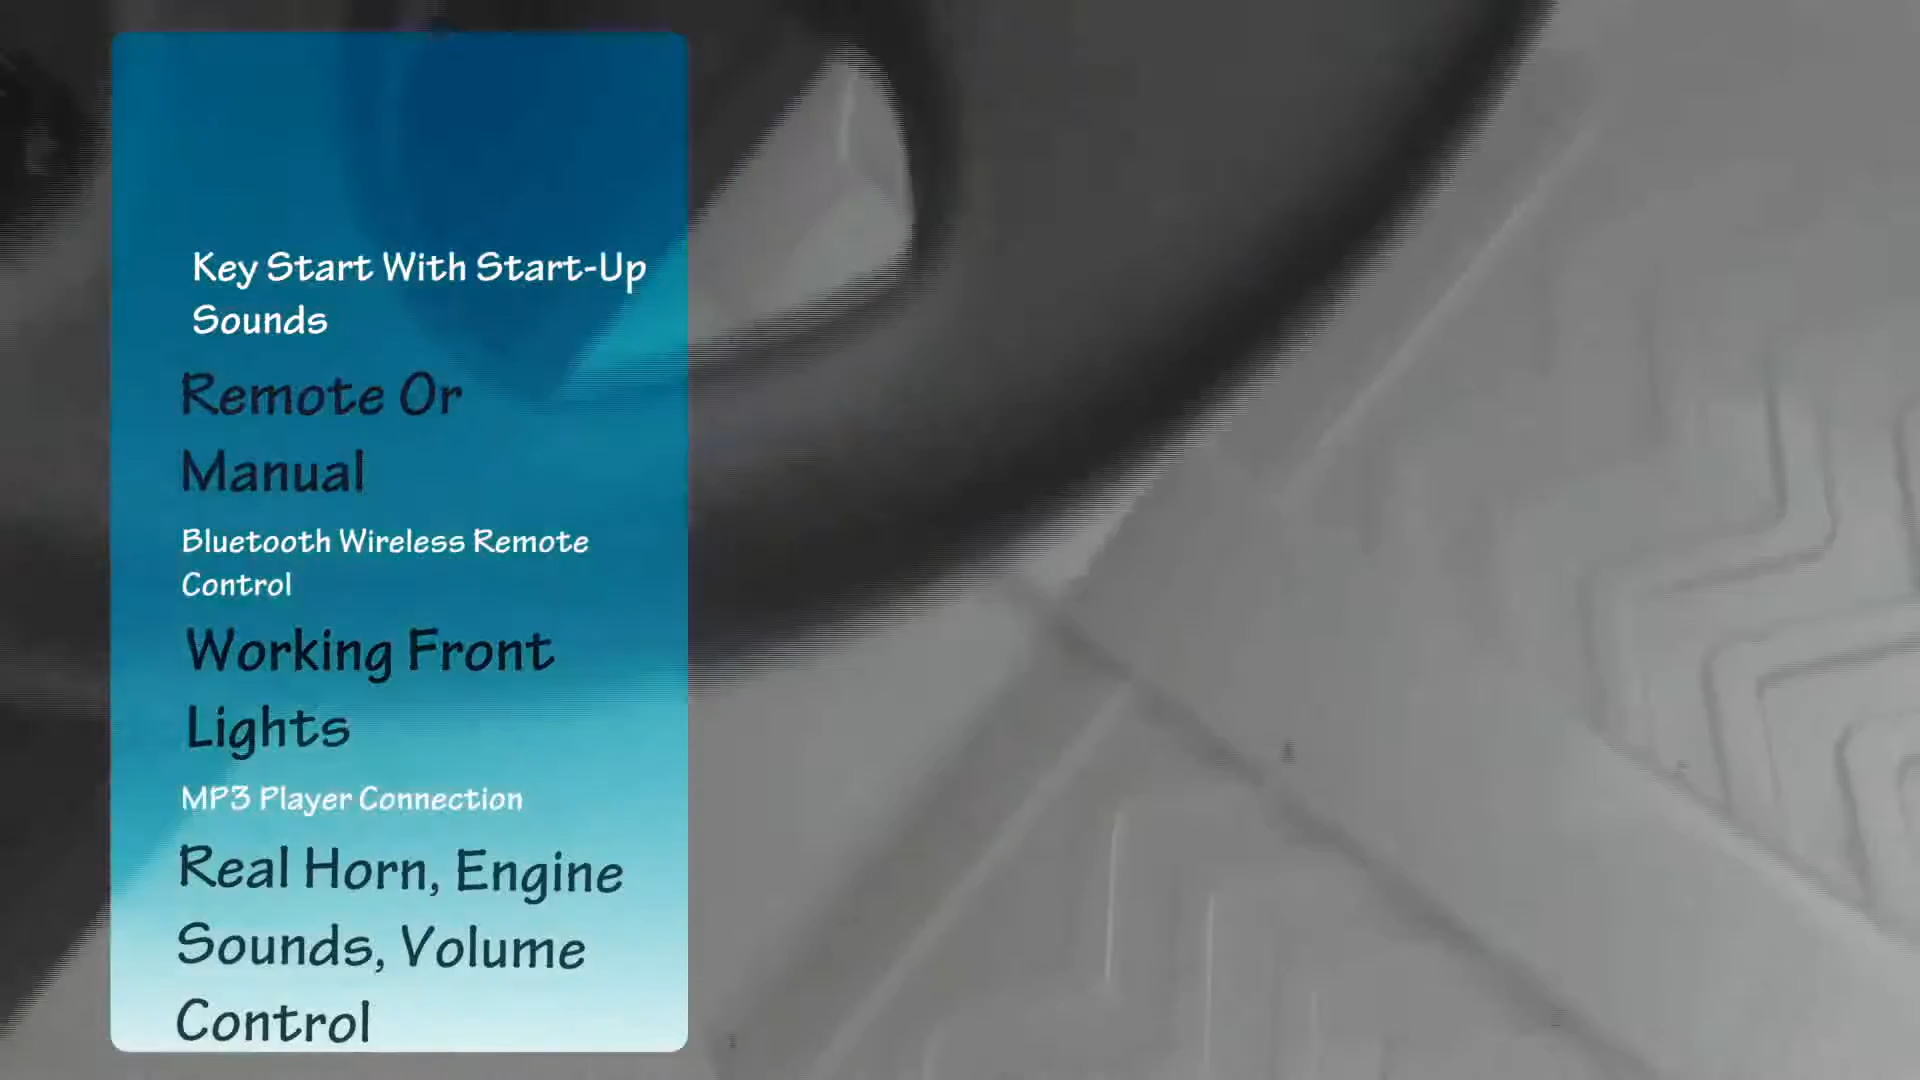 Key Start With Start-Up
Sounds
Remote Or
Manual
Bluetooth Wireless Remote
Control
Working Front
Lights
MP3 Player Connection
Real Horn, Engine
Sounds, Volume
Control